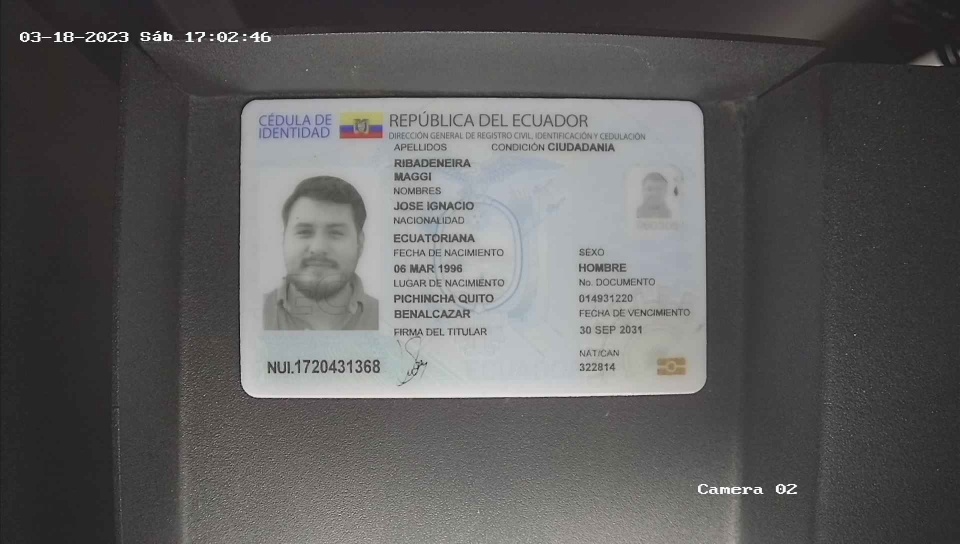 03-18-2023 Sáb 17:02:46
CÉDULA DE
IDENTIDAD
REPÚBLICA DEL ECUADOR
DIRECCIÓN GENERAL DE REGISTRO CIVIL, IDENTIFICACIÓN Y CEDULACIÓN
APELLIDOS CONDICIÓN CIUDADANIA
RIBADENEIRA
MAGGI
NOMBRES
JOSE IGNACIO
NACIONALIDAD
ECUATORIANA
FECHA DE NACIMIENTO
06 MAR 1996
LUGAR DE NACIMIENTO
PICHINCHA QUITO
BENALCAZAR
FIRMA DEL TITULAR
SEXO
HOMBRE
No. DOCUMENTO
014931220
FECHA DE VENCIMIENTO
30 SEP 2031
NAT/CAN
322814
NUI.1720431368
Camera 02